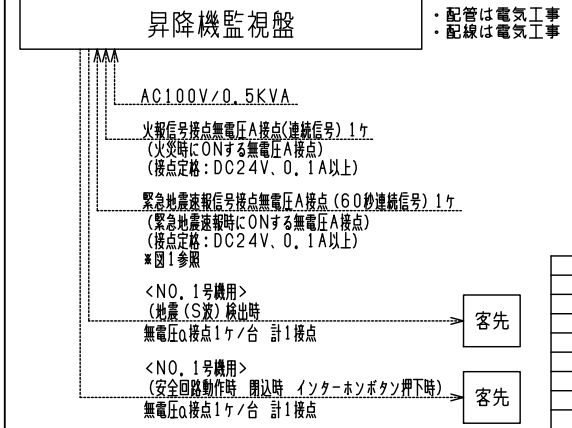 昇降機監視盤
・配管は電気工事
・配線は電気工事
AC100V/0.5KVA
火報信号接点無電圧A接点(連続信号)1ケ
(火災時にONする無電圧A接点)
(接点定格:DC24V、0.1A以上)
緊急地震速報信号接点無電圧A接点(60秒連続信号)1ケ
(緊急地震速報時にONする無電圧A接点)
(接点定格:DC24V、0.1A以上)
※図1参照
<NO.1号機用>
(地震(S波)検出時
無電圧a接点1ケ/台 計1接点
客先
<NO.1号機用>
(安全回路動作時 閉込時 インターホンボタン押下時)
無電圧a接点1ケ/台 計1接点
客先